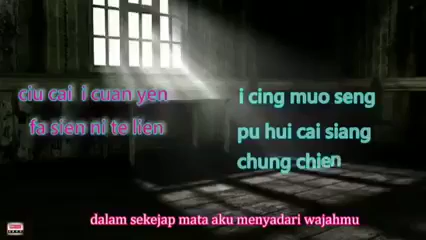 ciu cai i cuan yen
fa sien ni te lien
i cing muo seng
pu hui cai siang
chung chien
dalam sekejap mata aku menyadari wajahmu